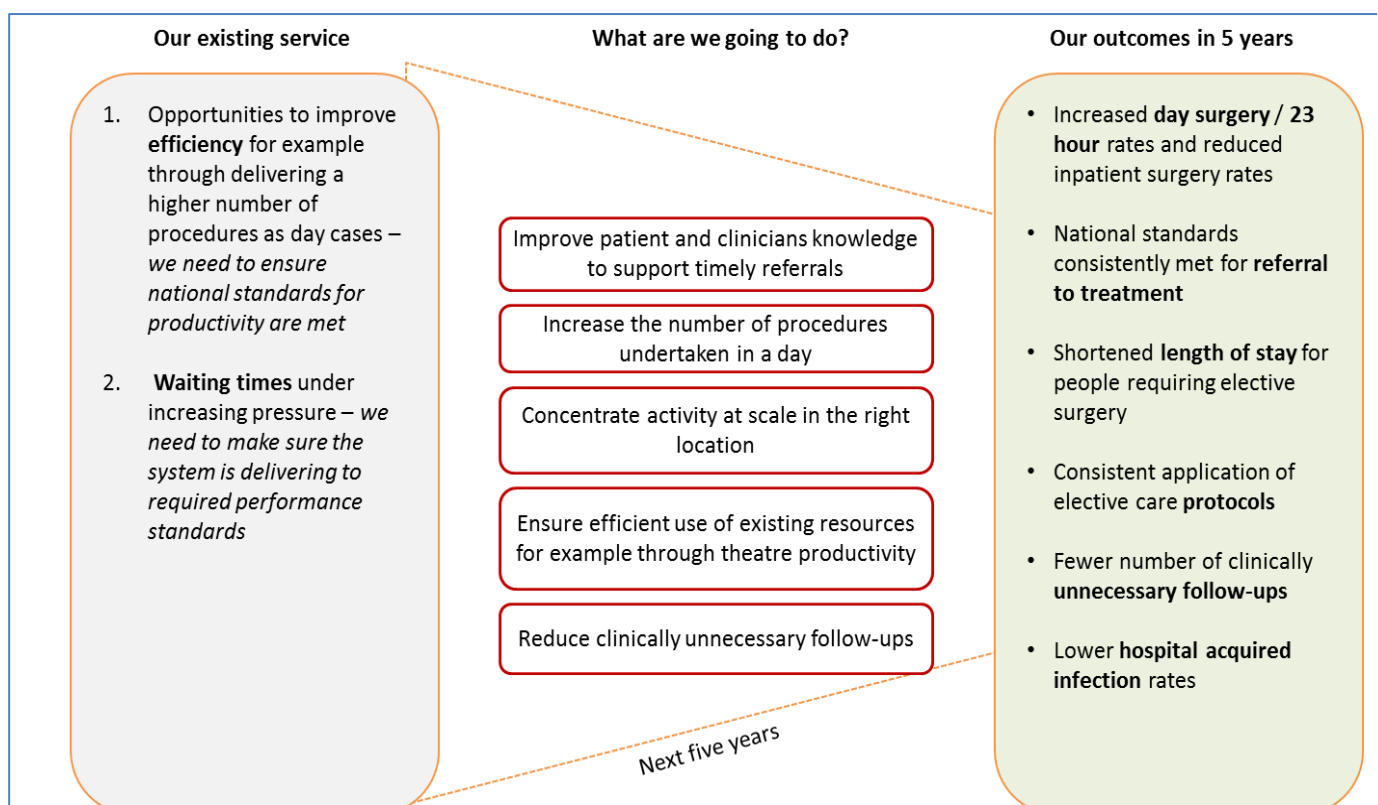 Our existing service
What are we going to do?
Our outcomes in 5 years
1. Opportunities to improve
efficiency for example
through delivering a
higher number of
procedures as day cases –
we need to ensure
national standards for
productivity are met
2. Waiting times under
increasing pressure – we
need to make sure the
system is delivering to
required performance
standards
Improve patient and clinicians knowledge
to support timely referrals
Increase the number of procedures
undertaken in a day
Concentrate activity at scale in the right
location
Ensure efficient use of existing resources
for example through theatre productivity
Reduce clinically unnecessary follow-ups
Next five years
• Increased day surgery / 23
hour rates and reduced
inpatient surgery rates
• National standards
consistently met for referral
to treatment
• Shortened length of stay for
people requiring elective
surgery
• Consistent application of
elective care protocols
• Fewer number of clinically
unnecessary follow-ups
• Lower hospital acquired
infection rates